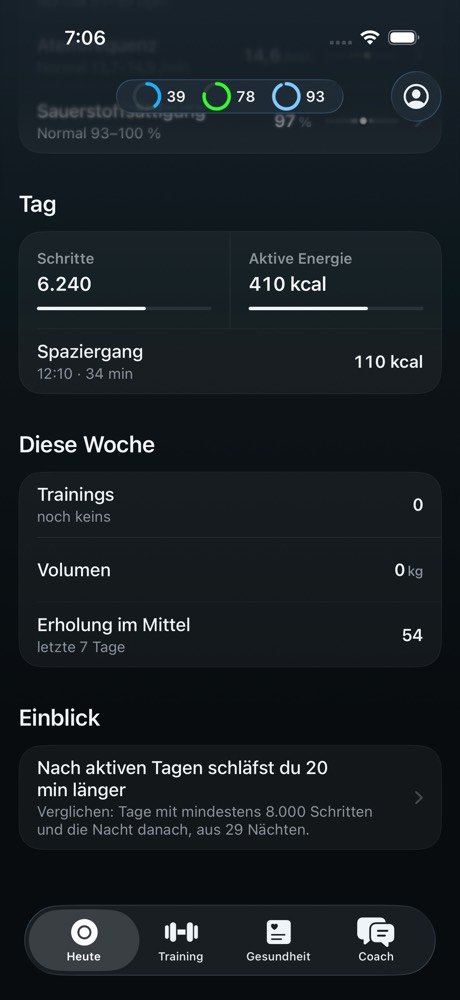 7:06
39 78 93
Sauerstoffsättigung 97 %
Normal 93–100 %
Tag
Schritte
6.240
Aktive Energie
410 kcal
Spaziergang
12:10 · 34 min
110 kcal
Diese Woche
Trainings
noch keins
0
Volumen
0 kg
Erholung im Mittel
letzte 7 Tage
54
Einblick
Nach aktiven Tagen schläfst du 20
min länger
Verglichen: Tage mit mindestens 8.000 Schritten
und die Nacht danach, aus 29 Nächten.
Heute
Training
Gesundheit
Coach